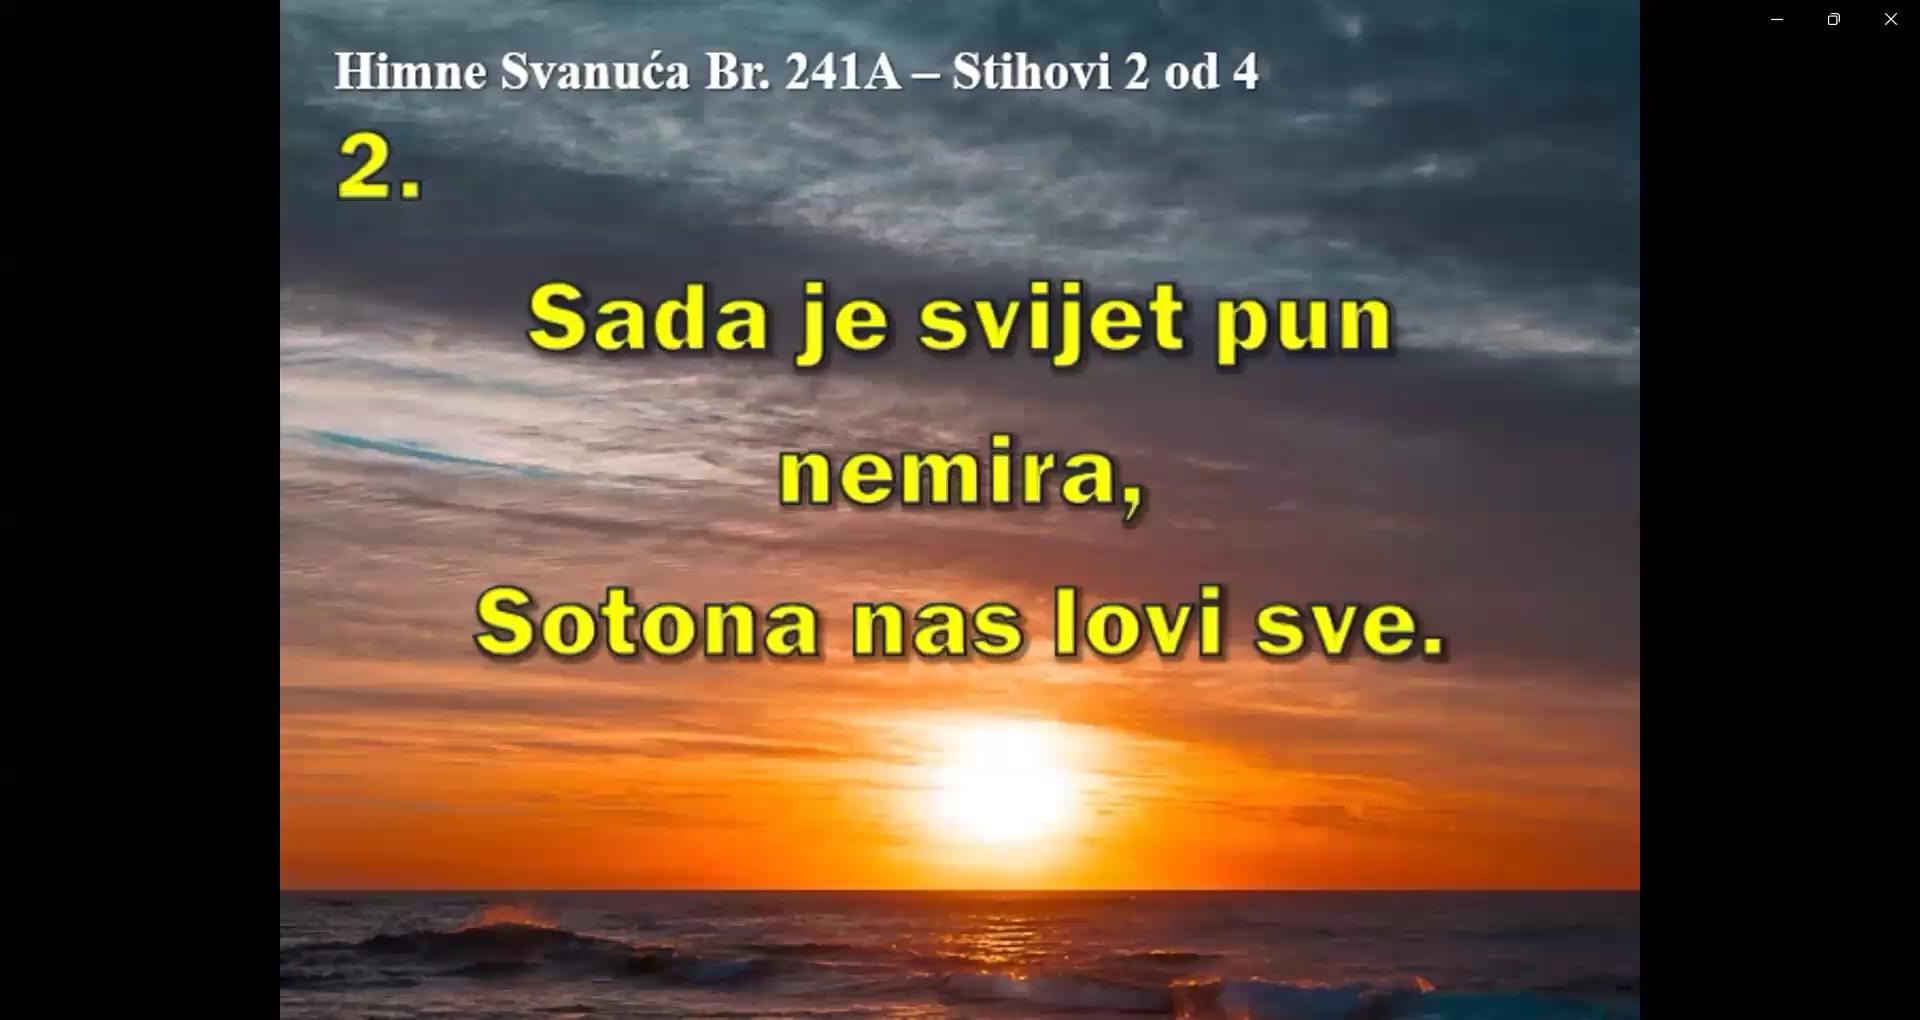 Himne Svanuća Br. 241A – Stihovi 2 od 4
2.
Sada je svijet pun
nemira,
Sotona nas lovi sve.